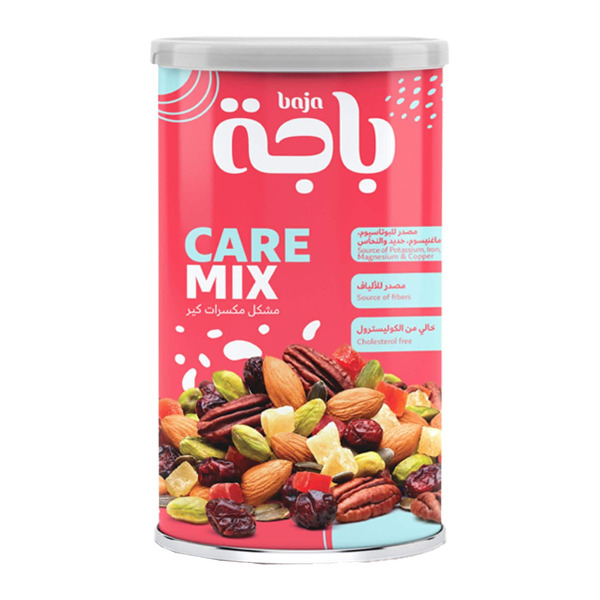 baja
باجة
CARE
MIX
مشكل مكسرات كير
مصدر للبوتاسيوم،
ماغنيسوم، حديد والنحاس
Source of Potassium, Iron,
Magnesium & Copper
مصدر للألياف
Source of fibers
خالي من الكوليسترول
Cholesterol free